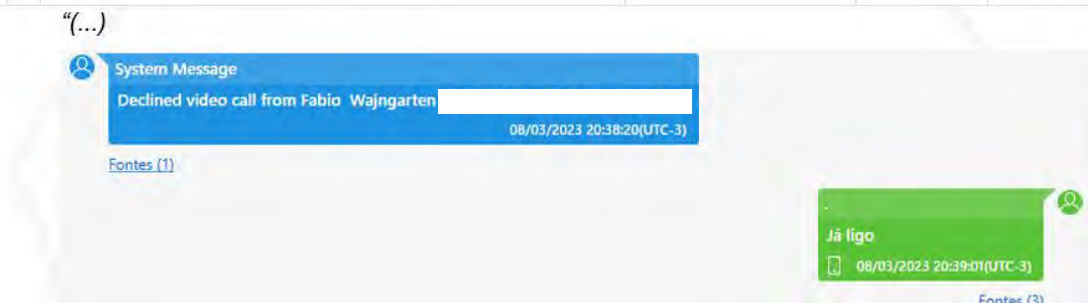 “(...)
System Message
Declined video call from Fabio Wajngarten
08/03/2023 20:38:20(UTC-3)
Fontes (1)
.
Já ligo
08/03/2023 20:39:01(UTC-3)
Fontes (3)